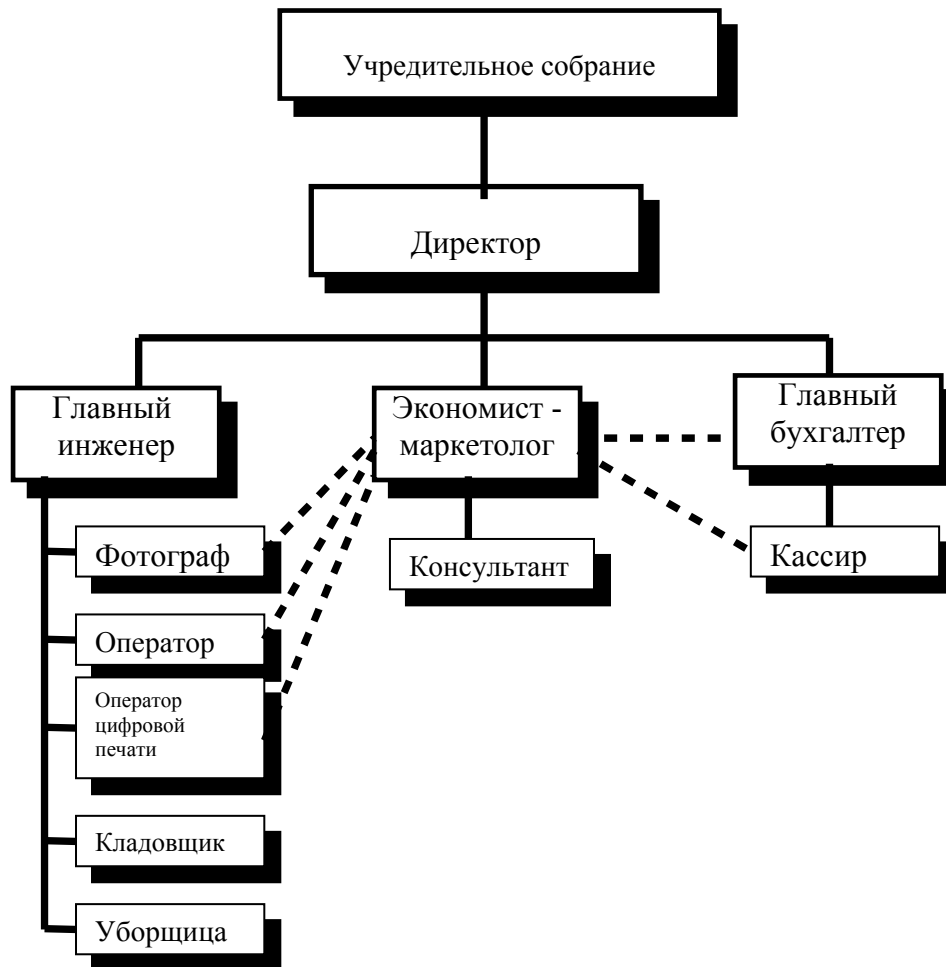 Учредительное собрание
Директор
Главный
инженер
Экономист -
маркетолог
Главный
бухгалтер
Фотограф
Консультант
Кассир
Оператор
Оператор
цифровой
печати
Кладовщик
Уборщица